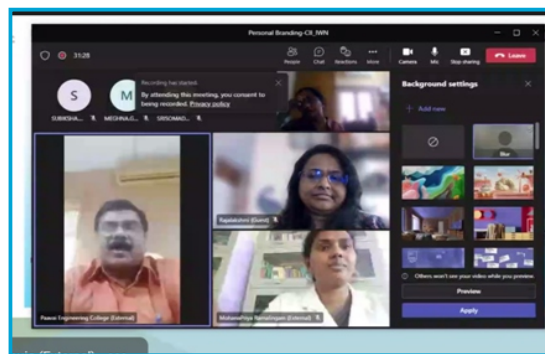 Personal Branding-CII_IWN
31:28
People Chat Reactions More Camera Mic Stop sharing Leave
Recording has started
By attending this meeting, you consent to
being recorded. Privacy policy
S
M
SUBIKSHA...
MEGHNA.G...
SRISOMAD...
Background settings
Add new
Blur
Rajalakshmi (Guest)
Paavai Engineering College (External)
MohanaPriya Ramalingam (External)
Others won't see your video while you preview
Preview
Apply